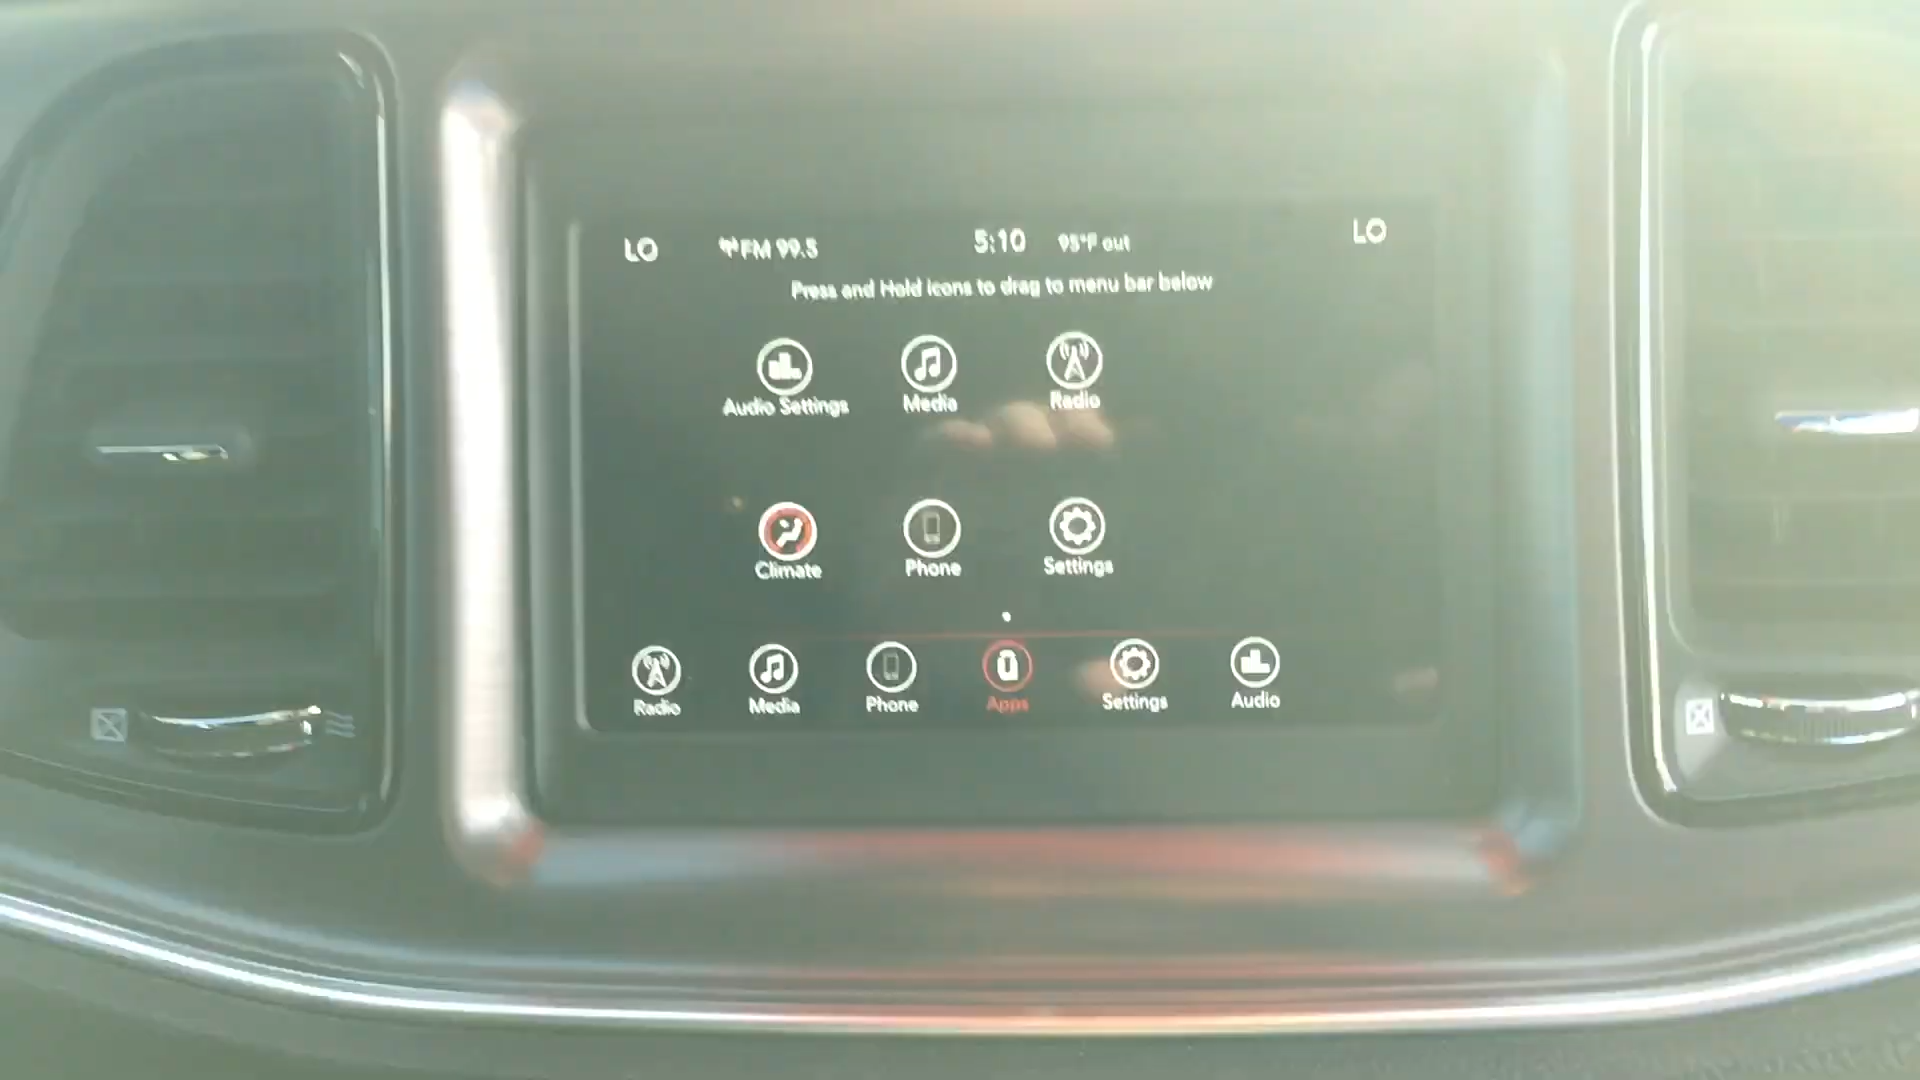 LO FM 99.5 5:10 95°F out LO
Press and Hold icons to drag to menu bar below
Audio Settings Media Radio
Climate Phone Settings
Radio Media Phone Apps Settings Audio